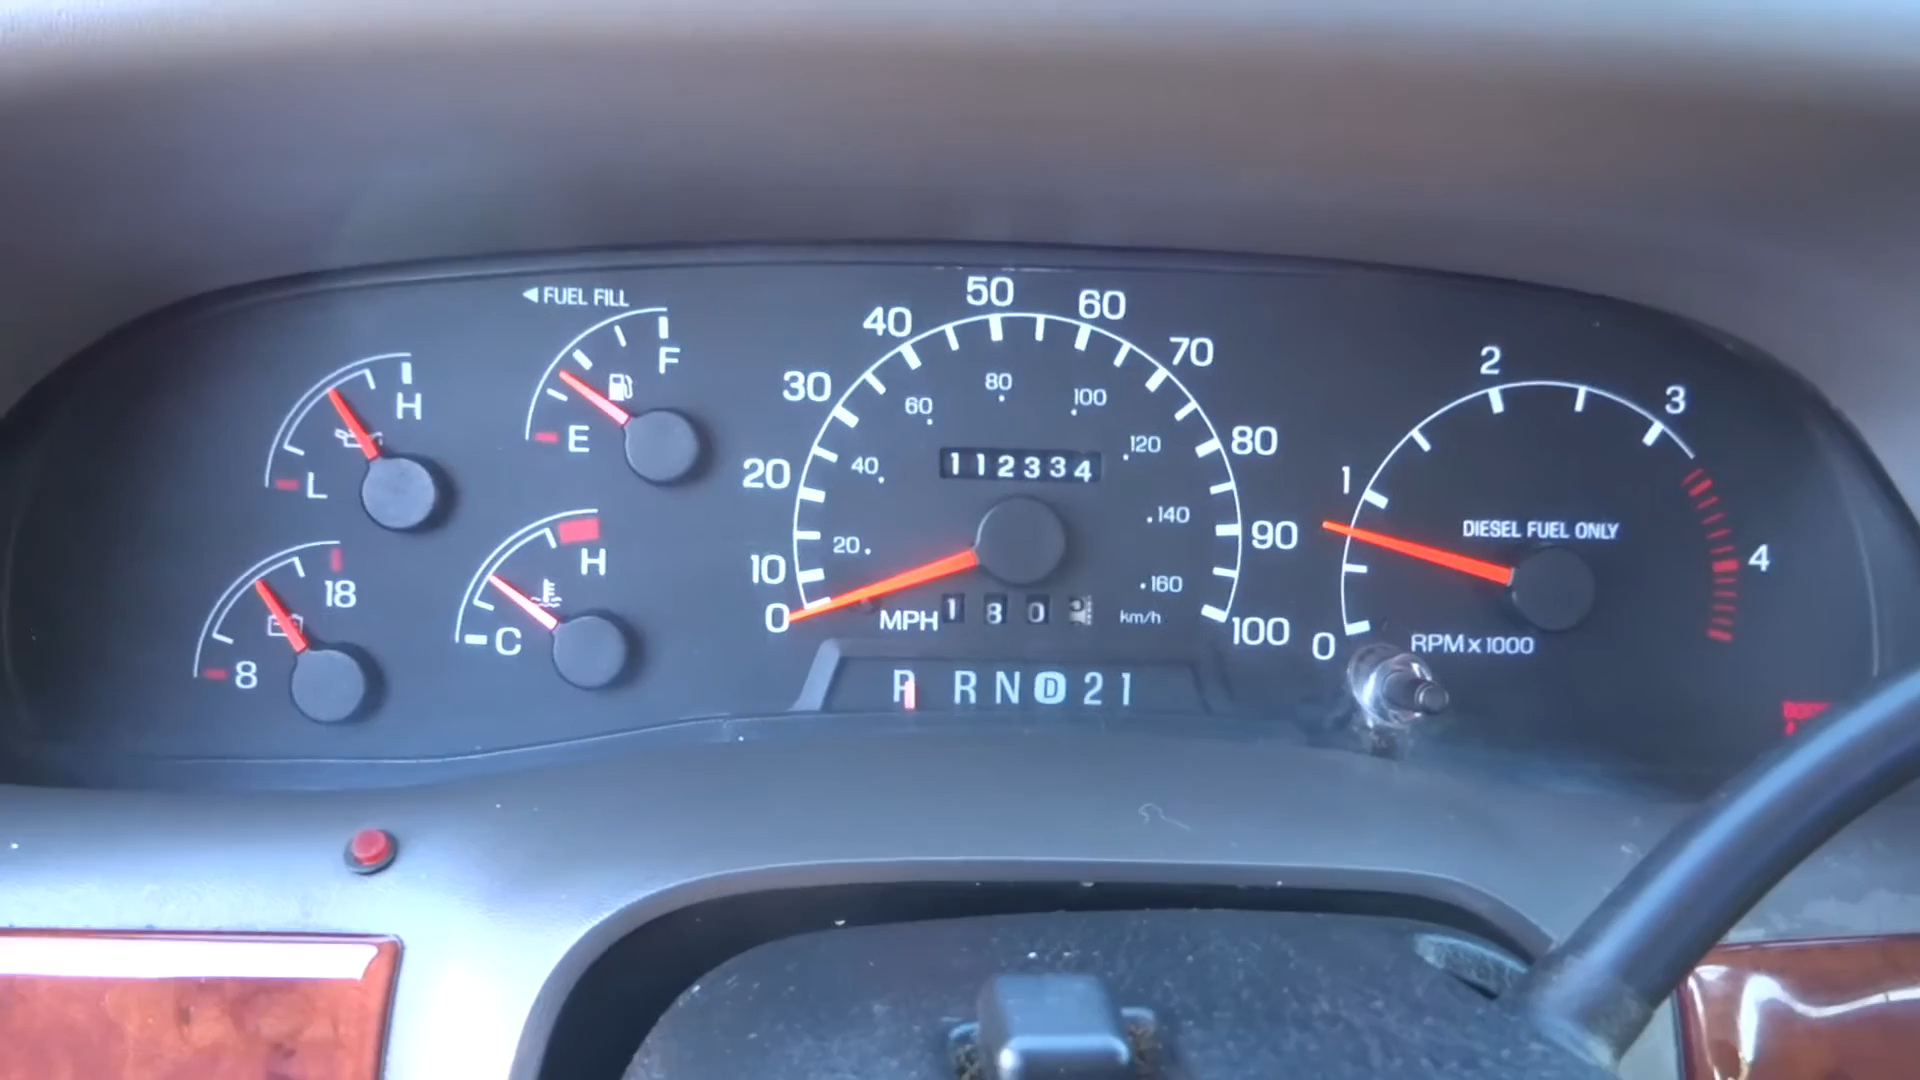 ◄ FUEL FILL
F
E
H
L
18
8
H
C
0 10 20 30 40 50 60 70 80 90 100
20 40 60 80 100 120 140 160
112334
MPH
180
km/h
P R N D 2 1
0 1 2 3 4
DIESEL FUEL ONLY
RPM x 1000